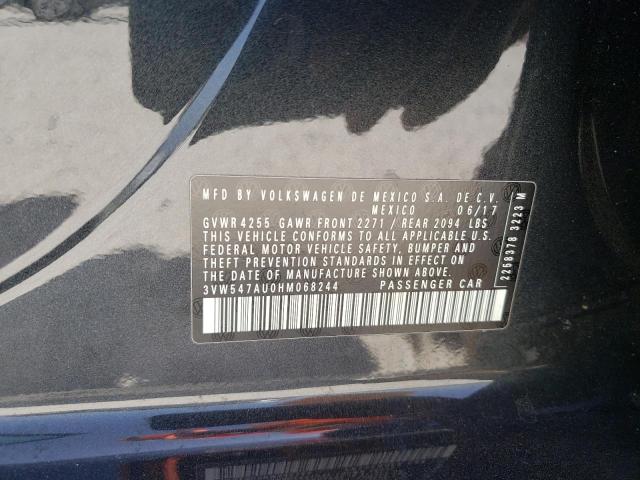 MFD BY VOLKSWAGEN DE MEXICO S.A. DE C.V.
MEXICO 06/17
GVWR 4255 GAWR FRONT 2271 / REAR 2094 LBS
THIS VEHICLE CONFORMS TO ALL APPLICABLE U.S.
FEDERAL MOTOR VEHICLE SAFETY, BUMPER AND
THEFT PREVENTION STANDARDS IN EFFECT ON
THE DATE OF MANUFACTURE SHOWN ABOVE.
3VW547AU0HM068244 PASSENGER CAR
2258378 3223 M